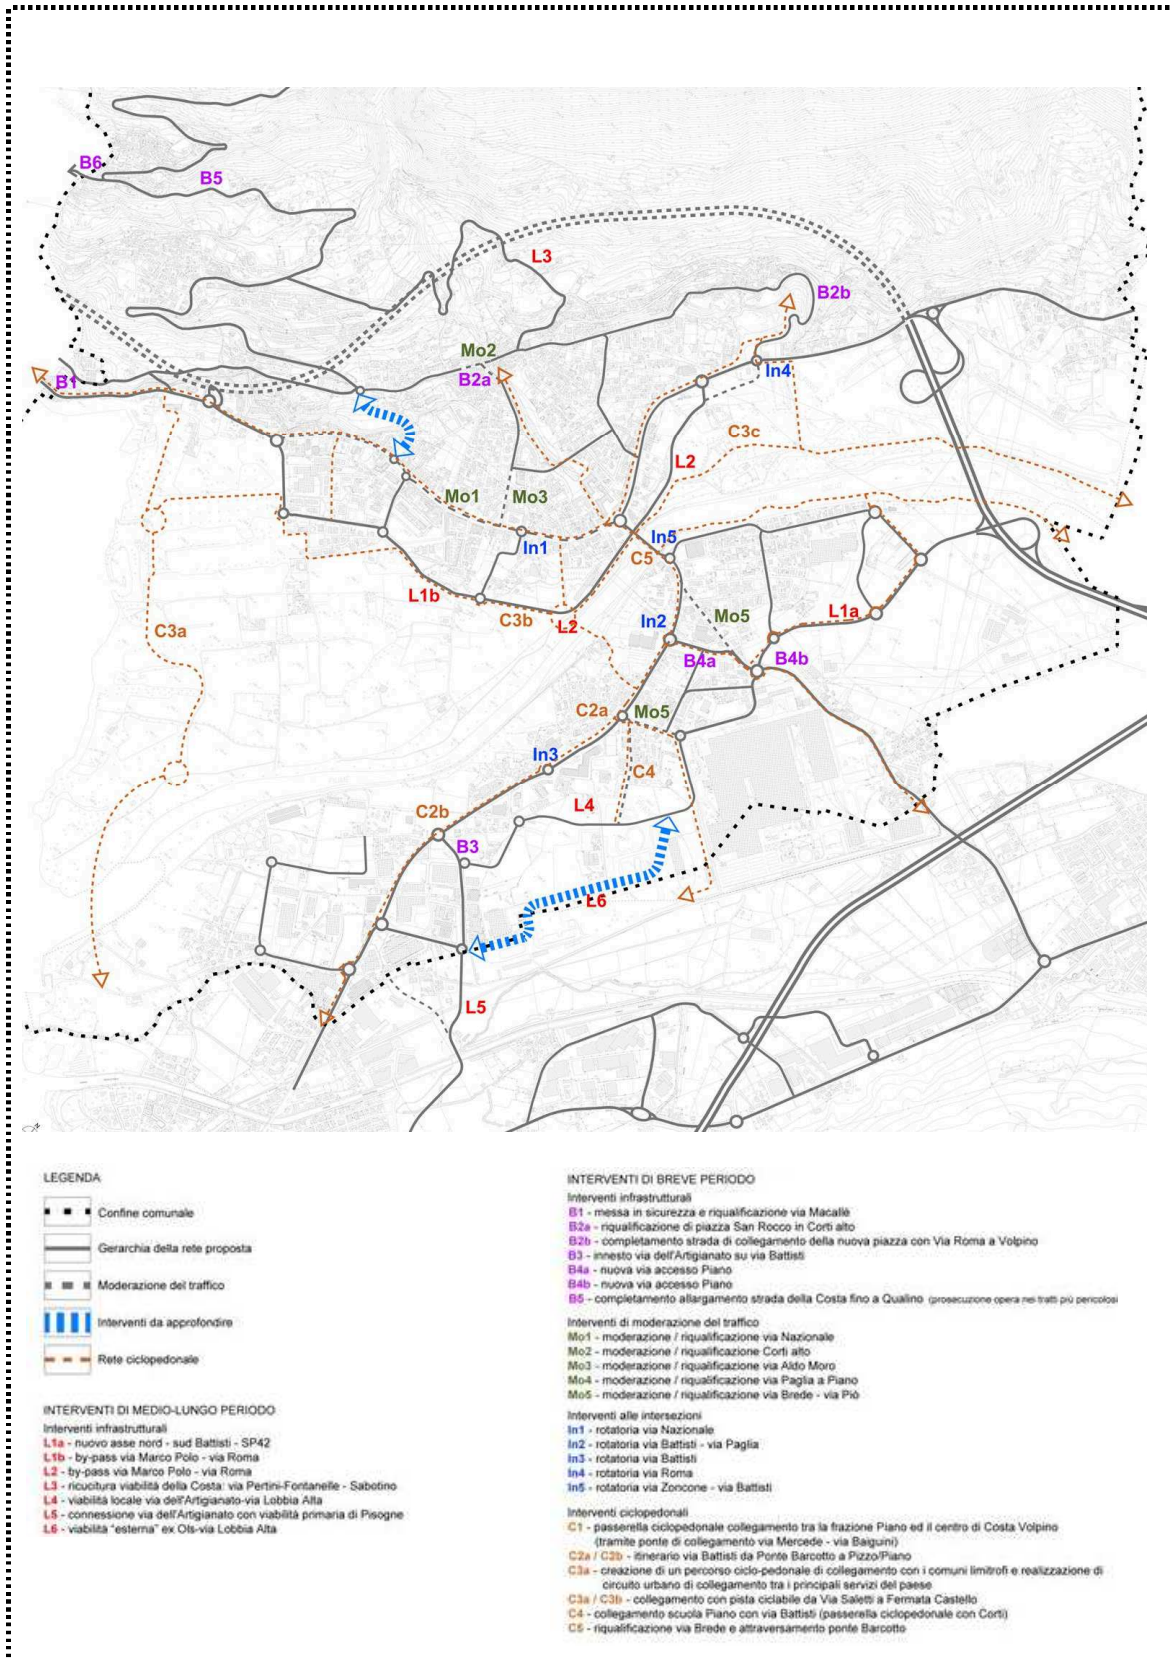 B6
B5
L3
B2b
Mo2
B2a
B1
In4
C3c
L2
Mo1
Mo3
In1
In5
C5
L1b
C3b
L2
In2
Mo5
L1a
C3a
B4a
B4b
C2a
Mo5
In3
C4
L4
C2b
B3
L6
L5
LEGENDA
Confine comunale
Gerarchia della rete proposta
Moderazione del traffico
Interventi da approfondire
Rete ciclopedonale
INTERVENTI DI MEDIO-LUNGO PERIODO
Interventi infrastrutturali
L1a - nuovo asse nord - sud Battisti - SP42
L1b - by-pass via Marco Polo - via Roma
L2 - by-pass via Marco Polo - via Roma
L3 - ricucitura viabilità della Costa: via Pertini-Fontanelle - Sabotino
L4 - viabilità locale via dell'Artigianato-via Lobbia Alta
L5 - connessione via dell'Artigianato con viabilità primaria di Pisogne
L6 - viabilità "esterna" ex Ols-via Lobbia Alta
INTERVENTI DI BREVE PERIODO
Interventi infrastrutturali
B1 - messa in sicurezza e riqualificazione via Macallè
B2a - riqualificazione di piazza San Rocco in Corti alto
B2b - completamento strada di collegamento della nuova piazza con Via Roma a Volpino
B3 - innesto via dell'Artigianato su via Battisti
B4a - nuova via accesso Piano
B4b - nuova via accesso Piano
B5 - completamento allargamento strada della Costa fino a Qualino (prosecuzione opera nei tratti più pericolosi
Interventi di moderazione del traffico
Mo1 - moderazione / riqualificazione via Nazionale
Mo2 - moderazione / riqualificazione Corti alto
Mo3 - moderazione / riqualificazione via Aldo Moro
Mo4 - moderazione / riqualificazione via Paglia a Piano
Mo5 - moderazione / riqualificazione via Brede - via Piò
Interventi alle intersezioni
In1 - rotatoria via Nazionale
In2 - rotatoria via Battisti - via Paglia
In3 - rotatoria via Battisti
In4 - rotatoria via Roma
In5 - rotatoria via Zoncone - via Battisti
Interventi ciclopedonali
C1 - passerella ciclopedonale collegamento tra la frazione Piano ed il centro di Costa Volpino
(tramite ponte di collegamento via Mercede - via Baiguini)
C2a / C2b - itinerario via Battisti da Ponte Barcotto a Pizzo/Piano
C3a - creazione di un percorso ciclo-pedonale di collegamento con i comuni limitrofi e realizzazione di
circuito urbano di collegamento tra i principali servizi del paese
C3a / C3b - collegamento con pista ciclabile da Via Saletti a Fermata Castello
C4 - collegamento scuola Piano con via Battisti (passerella ciclopedonale con Corti)
C5 - riqualificazione via Brede e attraversamento ponte Barcotto